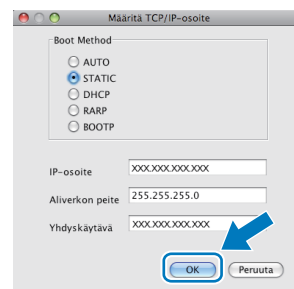 Määritä TCP/IP-osoite
Boot Method
AUTO
STATIC
DHCP
RARP
BOOTP
IP-osoite XXX.XXX.XXX.XXX
Aliverkon peite 255.255.255.0
Yhdyskäytävä XXX.XXX.XXX.XXX
OK Peruuta